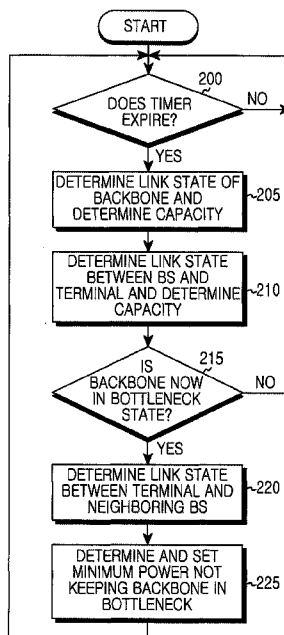 START
200
DOES TIMER
EXPIRE?
NO
YES
DETERMINE LINK STATE OF
BACKBONE AND
DETERMINE CAPACITY
205
DETERMINE LINK STATE
BETWEEN BS AND
TERMINAL AND DETERMINE
CAPACITY
210
215
IS
BACKBONE NOW
IN BOTTLENECK
STATE?
NO
YES
DETERMINE LINK STATE
BETWEEN TERMINAL AND
NEIGHBORING BS
220
DETERMINE AND SET
MINIMUM POWER NOT
KEEPING BACKBONE IN
BOTTLENECK
225